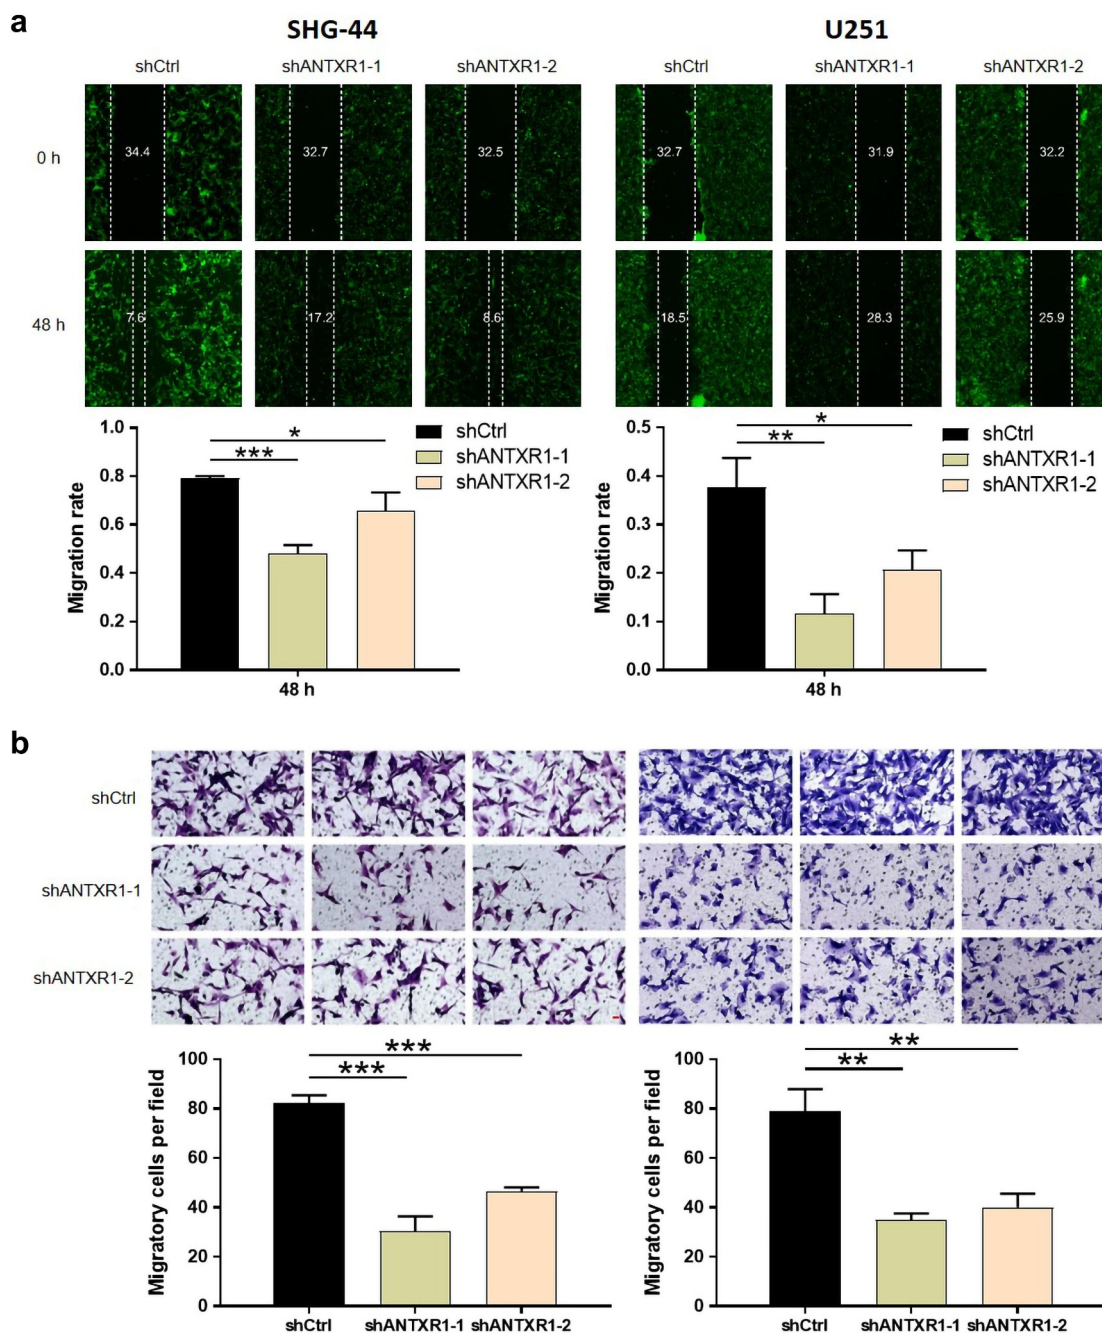 a
SHG-44 U251
shCtrl shANTXR1-1 shANTXR1-2 shCtrl shANTXR1-1 shANTXR1-2
0 h 34.4 32.7 32.5 32.7 31.9 32.2
48 h 7.6 17.2 8.6 18.5 28.3 25.9
Migration rate
1.0
0.8
0.6
0.4
0.2
0.0
* ***
shCtrl
shANTXR1-1
shANTXR1-2
48 h
Migration rate
0.5
0.4
0.3
0.2
0.1
0.0
* **
shCtrl
shANTXR1-1
shANTXR1-2
48 h
b
shCtrl
shANTXR1-1
shANTXR1-2
Migratory cells per field
100
80
60
40
20
0
***
***
shCtrl shANTXR1-1 shANTXR1-2
Migratory cells per field
100
80
60
40
20
0
**
**
shCtrl shANTXR1-1 shANTXR1-2